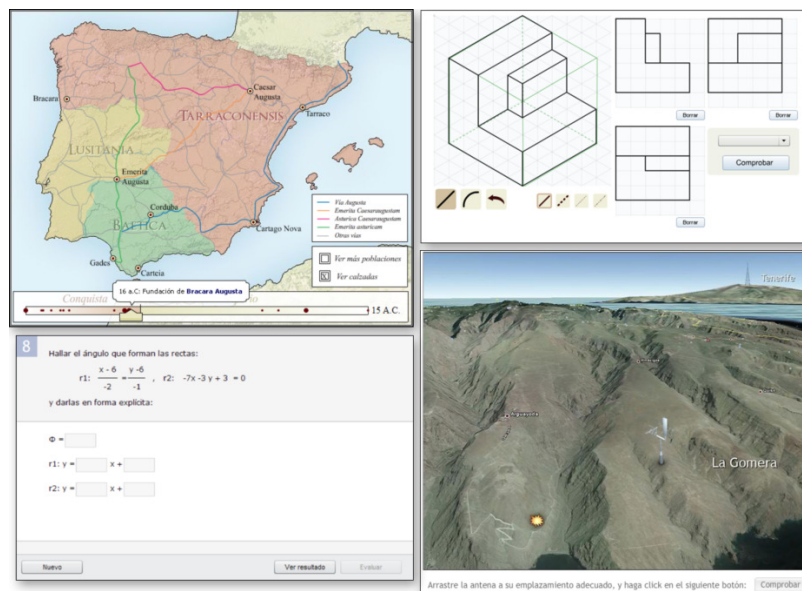 Bracara
Caesar
Augusta
TARRACONENSIS
Tarraco
LUSITANIA
Emerita
Augusta
Corduba
BAETICA
Cartago Nova
Gades
Carteia
Via Augusta
Emerita Caesaraugustam
Asturica Caesaraugustam
Emerita asturicam
Otras vías
Ver más poblaciones
Ver calzadas
16 a.C: Fundación de Bracara Augusta
Conquista
15 A.C.
Borrar
Borrar
Comprobar
Borrar
8
Hallar el ángulo que forman las rectas:
r1: x - 6 / -2 = y -6 / -1 , r2: -7x -3 y + 3 = 0
y darlas en forma explícita:
Φ =
r1: y = x +
r2: y = x +
Nuevo
Ver resultado
Evaluar
Tenerife
La Gomera
Arrastre la antena a su emplazamiento adecuado, y haga click en el siguiente botón: Comprobar